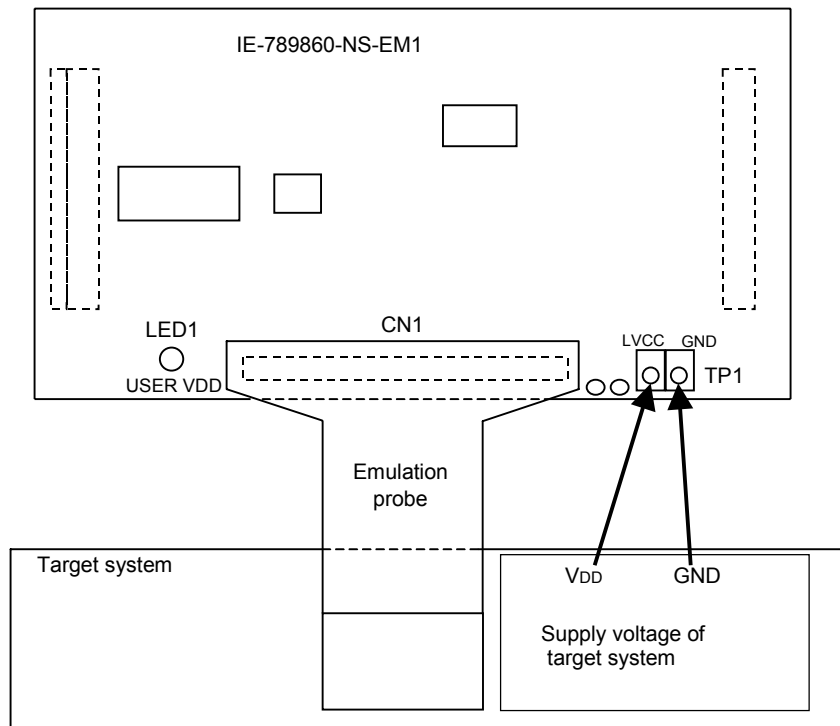 IE-789860-NS-EM1
LED1
USER VDD
CN1
LVCC GND
TP1
Emulation
probe
Target system
VDD GND
Supply voltage of
target system